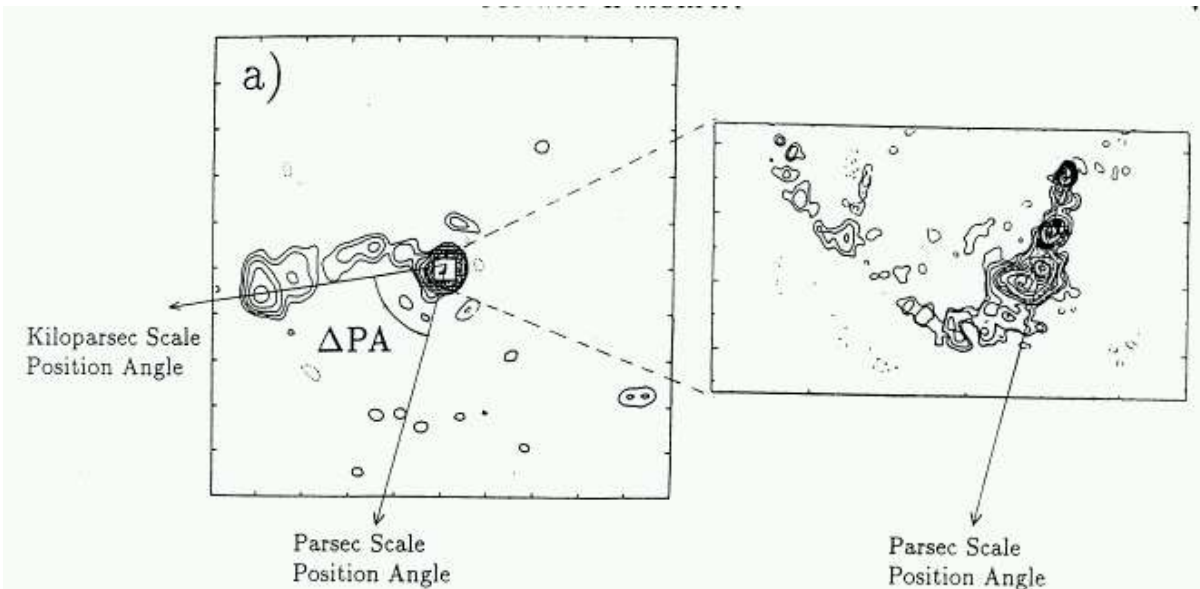 a)
Kiloparsec Scale
Position Angle
ΔPA
Parsec Scale
Position Angle
Parsec Scale
Position Angle